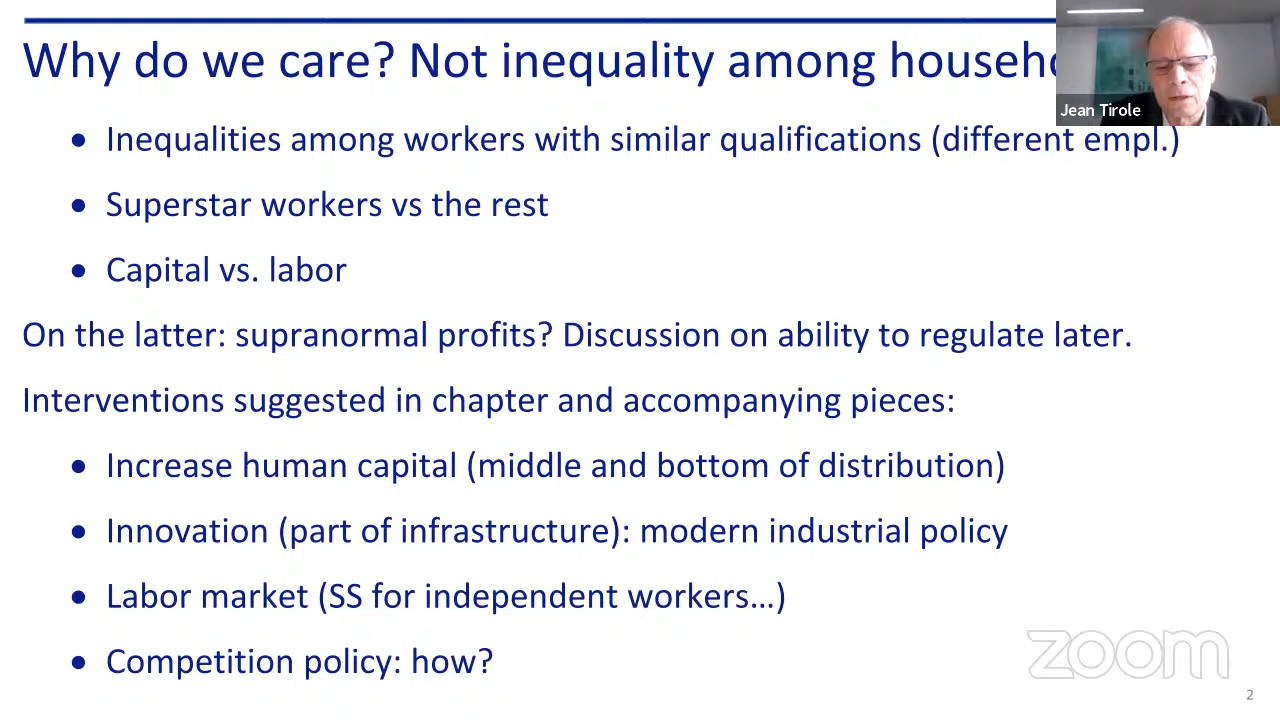 Why do we care? Not inequality among househo
Jean Tirole
• Inequalities among workers with similar qualifications (different empl.)
• Superstar workers vs the rest
• Capital vs. labor
On the latter: supranormal profits? Discussion on ability to regulate later.
Interventions suggested in chapter and accompanying pieces:
• Increase human capital (middle and bottom of distribution)
• Innovation (part of infrastructure): modern industrial policy
• Labor market (SS for independent workers…)
• Competition policy: how?
zoom
2